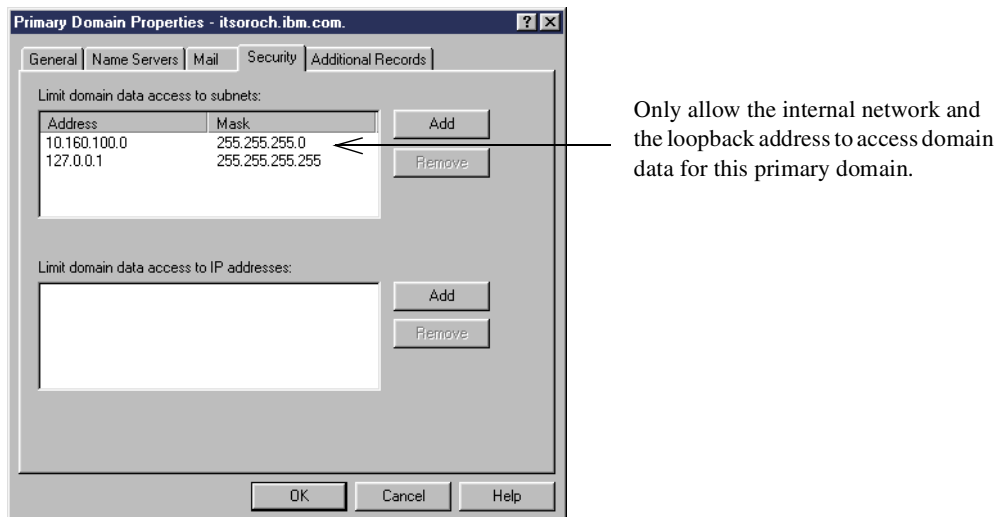 Primary Domain Properties - itsoroch.ibm.com.
General Name Servers Mail Security Additional Records
Limit domain data access to subnets:
Address Mask
10.160.100.0 255.255.255.0
127.0.0.1 255.255.255.255
Add
Remove
Only allow the internal network and
the loopback address to access domain
data for this primary domain.
Limit domain data access to IP addresses:
Add
Remove
OK Cancel Help